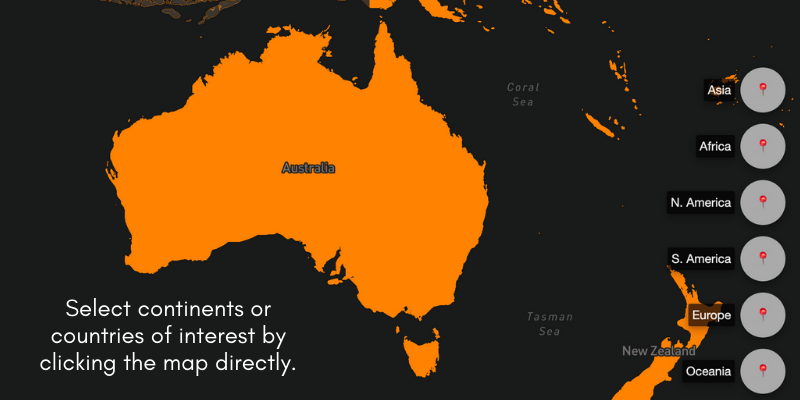 Coral
Sea
Asia
Africa
Australia
N. America
S. America
Select continents or
countries of interest by
clicking the map directly.
Tasman
Sea
Europe
New Zealand
Oceania